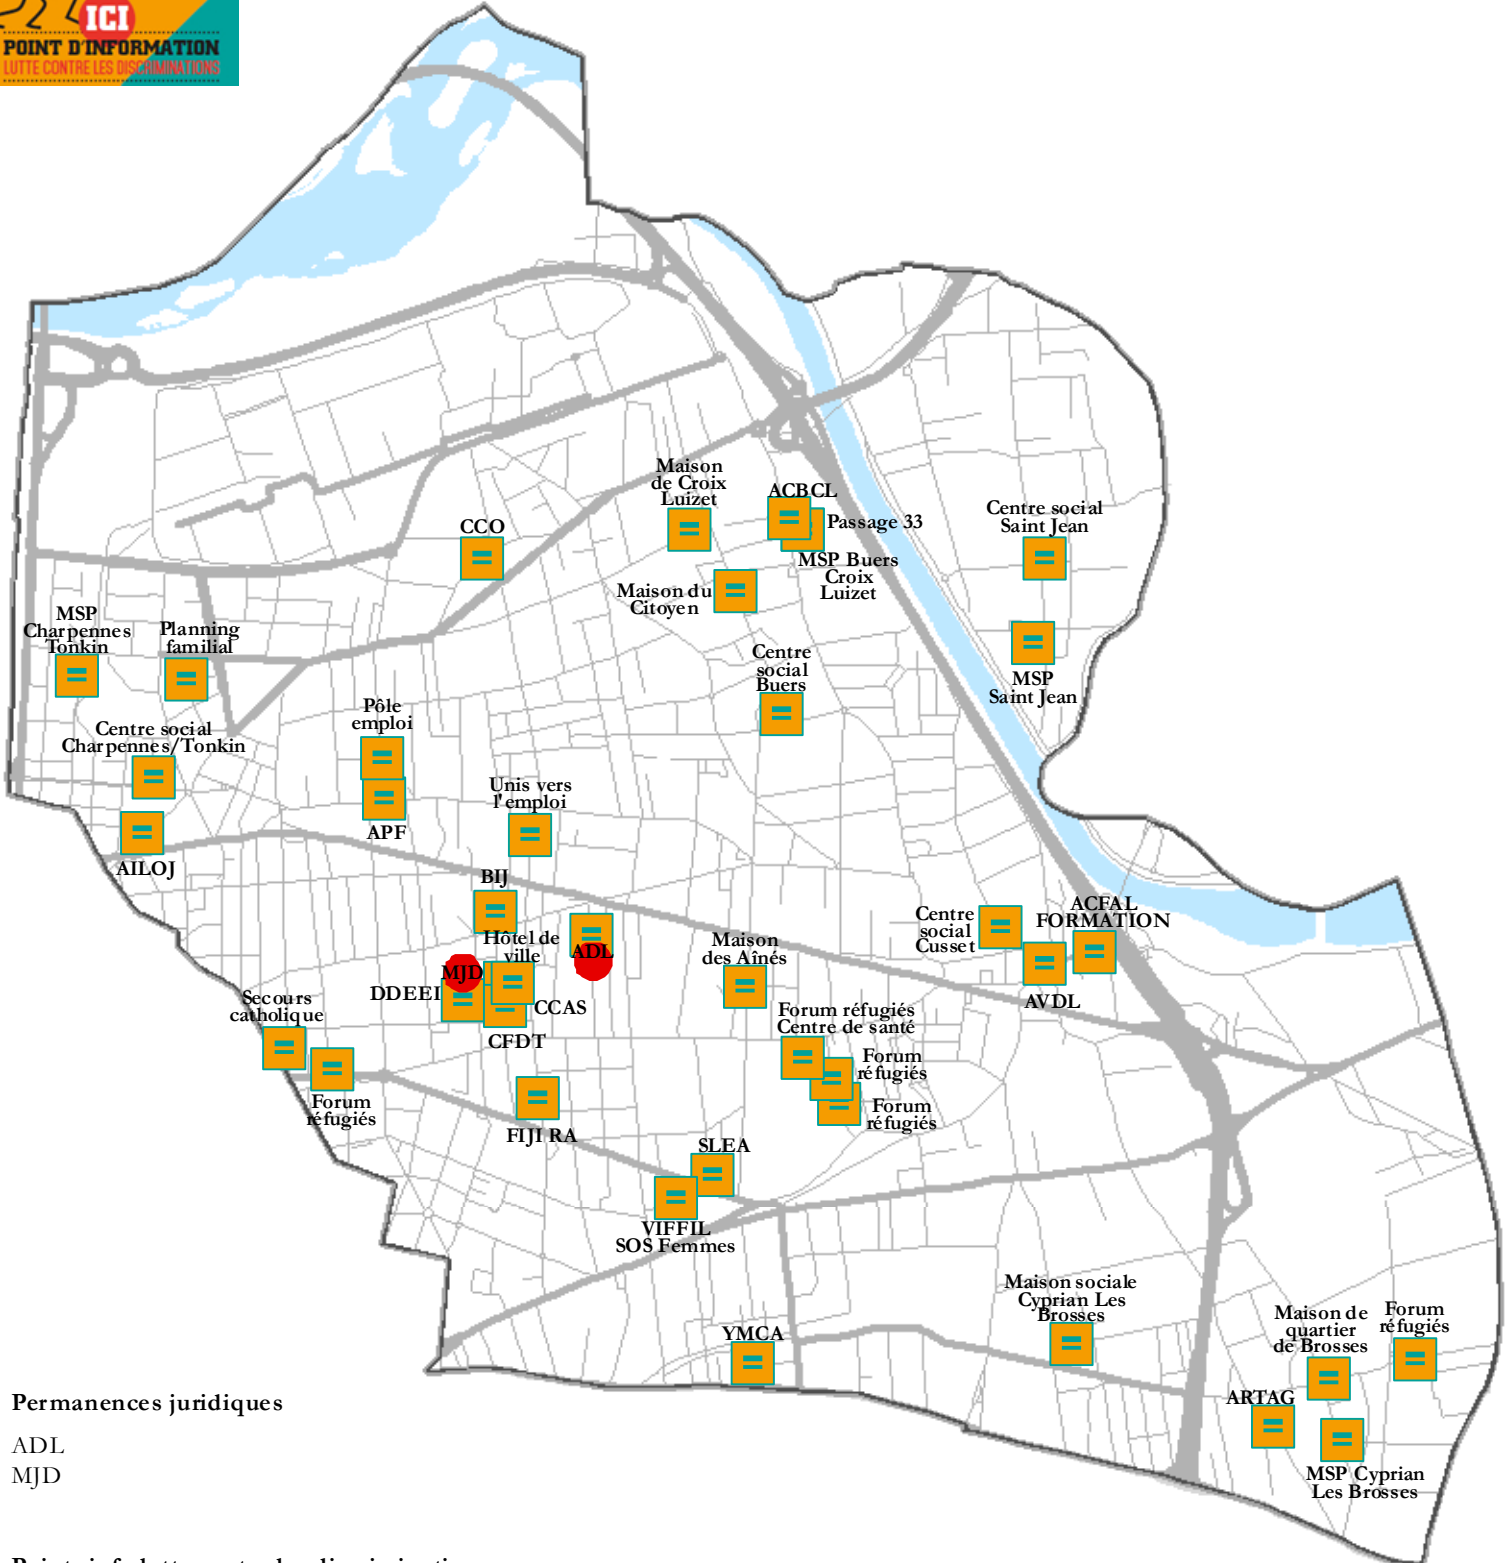 ICI
POINT D'INFORMATION
LUTTE CONTRE LES DISCRIMINATIONS
Maison
de Croix
Luizet
ACBCL
Passage 33
MSP Buers
Croix
Luizet
CCO
Centre social
Saint Jean
Maison du
Citoyen
MSP
Charpennes
Tonkin
Planning
familial
Centre
social
Buers
MSP
Saint Jean
Pôle
emploi
Centre social
Charpennes/Tonkin
Unis vers
l'emploi
APF
AILOJ
BIJ
Centre
social
Cusset
ACFAL
FORMATION
Hôtel de
ville
ADL
Maison
des Aînés
MJD
DDEEI
CCAS
AVDL
Secours
catholique
CFDT
Forum réfugiés
Centre de santé
Forum
réfugiés
Forum
réfugiés
Forum
réfugiés
FIJI RA
SLEA
VIFFIL
SOS Femmes
Maison sociale
Cyprian Les
Brosses
Maison de
quartier
de Brosses
Forum
réfugiés
YMCA
ARTAG
MSP Cyprian
Les Brosses
Permanences juridiques
ADL
MJD